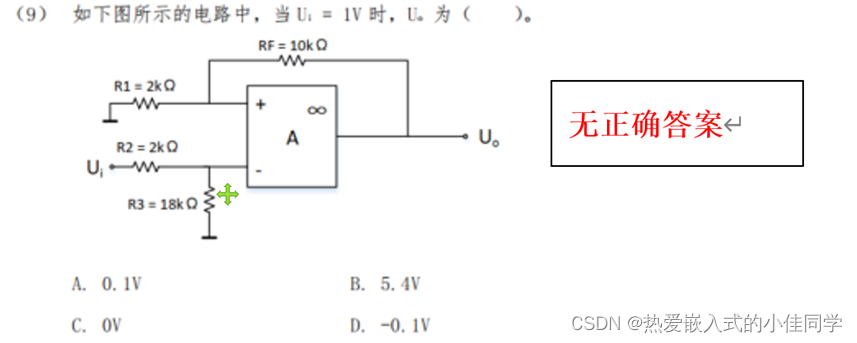 (9) 如下图所示的电路中，当 Uᵢ = 1V 时，Uₒ 为 ( )。
RF = 10kΩ
R1 = 2kΩ
+
∞
A
R2 = 2kΩ
Uᵢ
-
Uₒ
R3 = 18kΩ
无正确答案↵
A. 0.1V
B. 5.4V
C. 0V
D. -0.1V
CSDN @热爱嵌入式的小佳同学